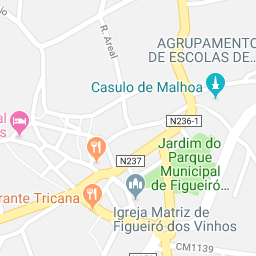 R. Areal
AGRUPAMENTO
DE ESCOLAS DE...
Casulo de Malhoa
N236-1
N237
Jardim do
Parque
Municipal
de Figueiró...
Tricana
Igreja Matriz de
Figueiró dos Vinhos
CM1139